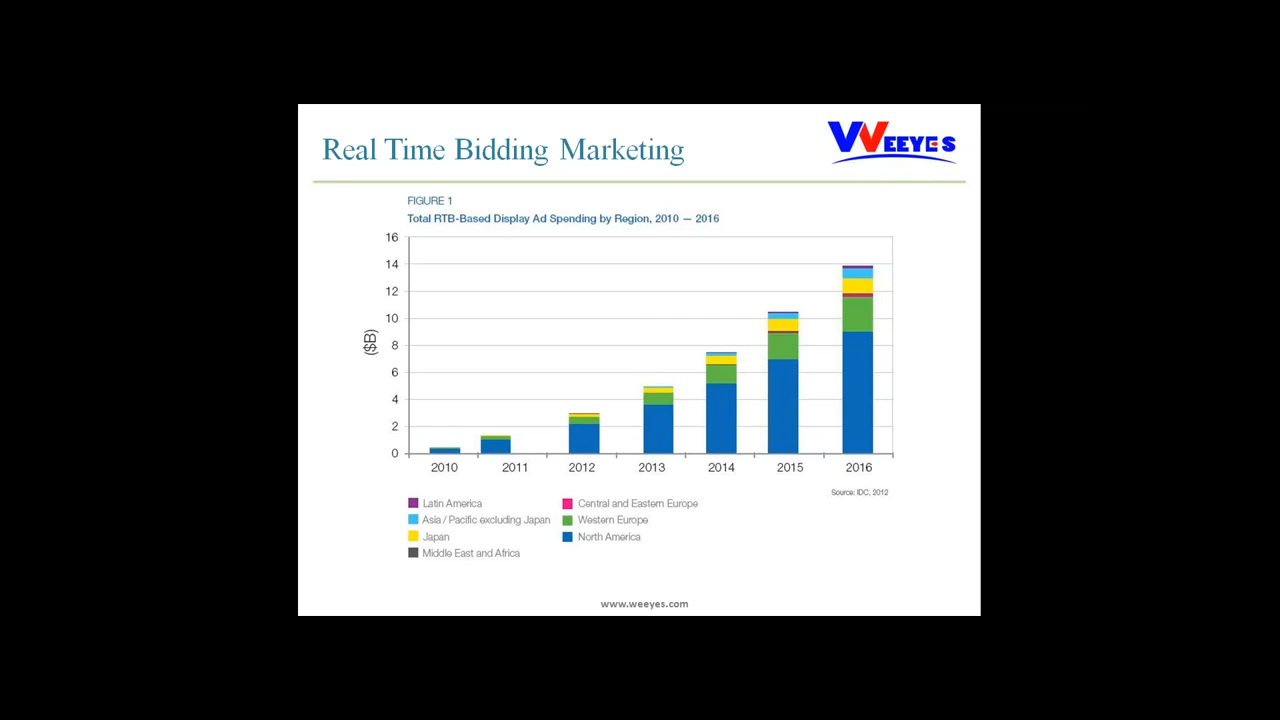 Real Time Bidding Marketing
WEEYES
FIGURE 1
Total RTB-Based Display Ad Spending by Region, 2010 — 2016
16
14
12
10
8
6
4
2
0
($B)
2010 2011 2012 2013 2014 2015 2016
Source: IDC, 2012
Latin America
Central and Eastern Europe
Asia / Pacific excluding Japan
Western Europe
Japan
North America
Middle East and Africa
www.weeyes.com